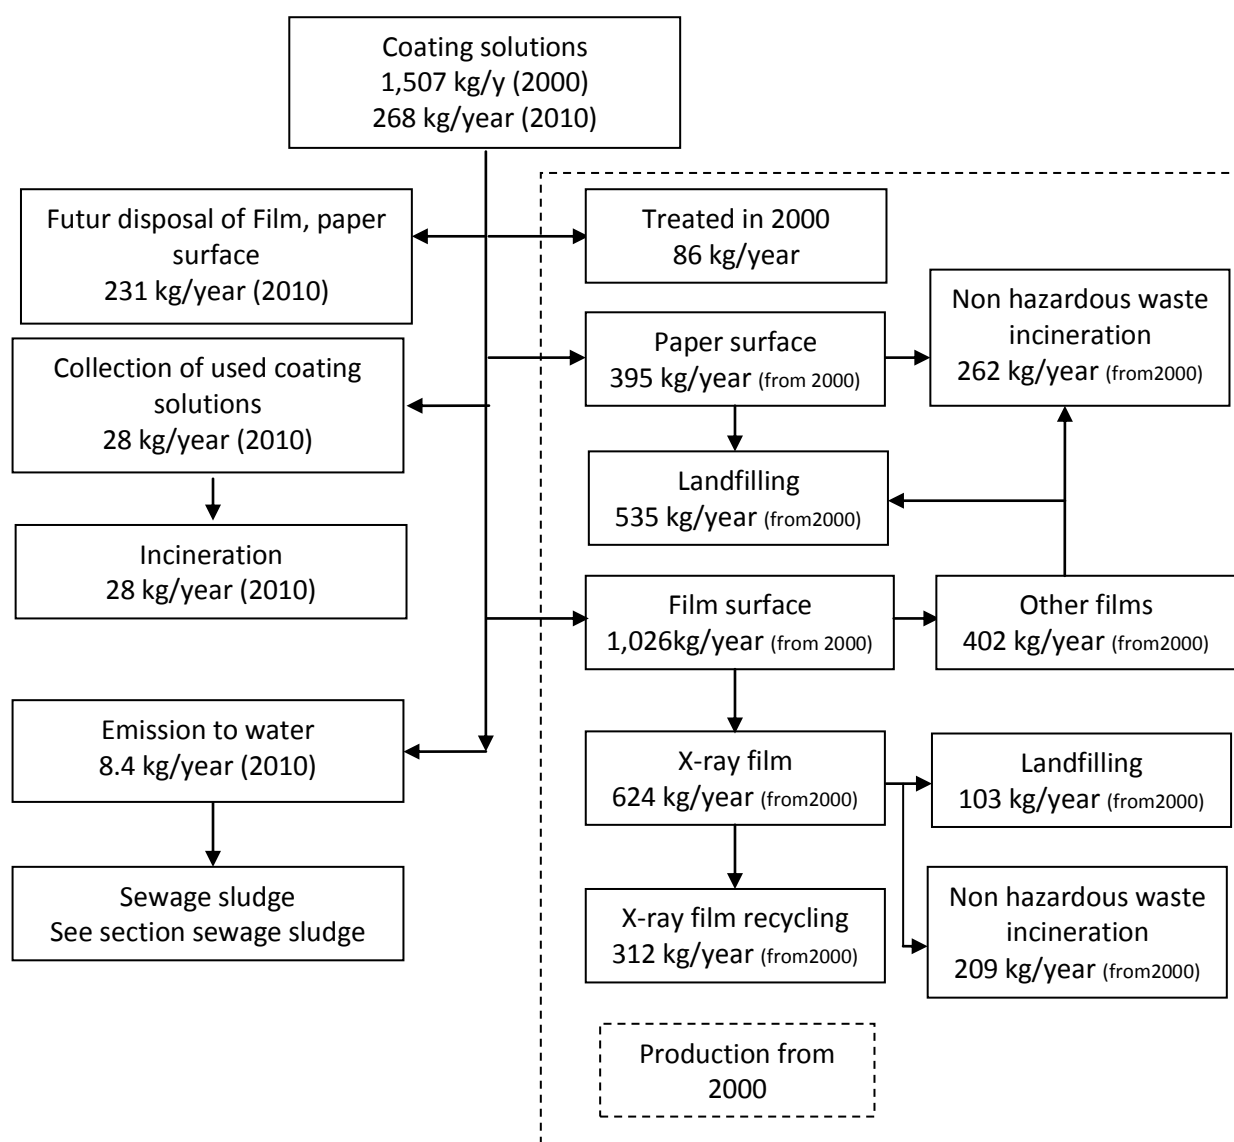 Coating solutions
1,507 kg/y (2000)
268 kg/year (2010)
Futur disposal of Film, paper
surface
231 kg/year (2010)
Treated in 2000
86 kg/year
Non hazardous waste
incineration
262 kg/year (from2000)
Paper surface
395 kg/year (from 2000)
Collection of used coating
solutions
28 kg/year (2010)
Landfilling
535 kg/year (from2000)
Incineration
28 kg/year (2010)
Film surface
1,026kg/year (from 2000)
Other films
402 kg/year (from2000)
Emission to water
8.4 kg/year (2010)
X-ray film
624 kg/year (from2000)
Landfilling
103 kg/year (from2000)
Sewage sludge
See section sewage sludge
X-ray film recycling
312 kg/year (from2000)
Non hazardous waste
incineration
209 kg/year (from2000)
Production from
2000